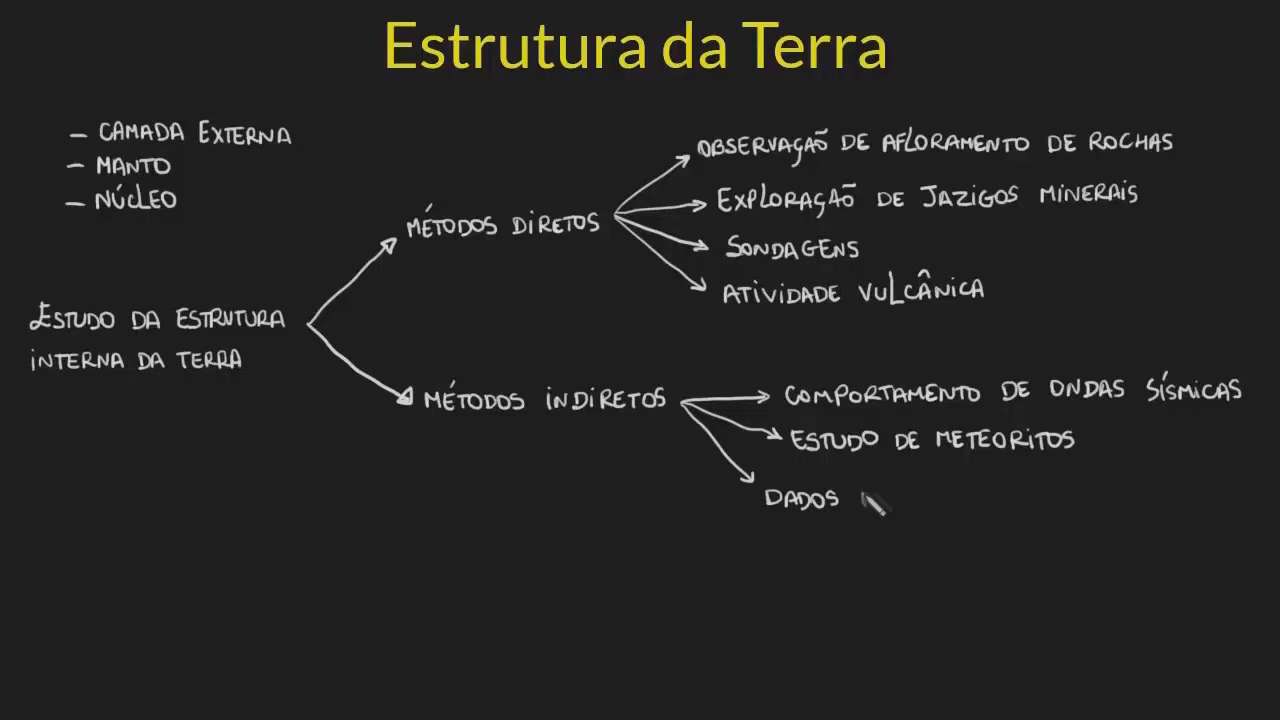 Estrutura da Terra
- CAMADA EXTERNA
- MANTO
- NÚCLEO
ESTUDO DA ESTRUTURA
INTERNA DA TERRA
MÉTODOS DIRETOS
OBSERVAÇÃO DE AFLORAMENTO DE ROCHAS
EXPLORAÇÃO DE JAZIGOS MINERAIS
SONDAGENS
ATIVIDADE VULCÂNICA
MÉTODOS INDIRETOS
COMPORTAMENTO DE ONDAS SÍSMICAS
ESTUDO DE METEORITOS
DADOS